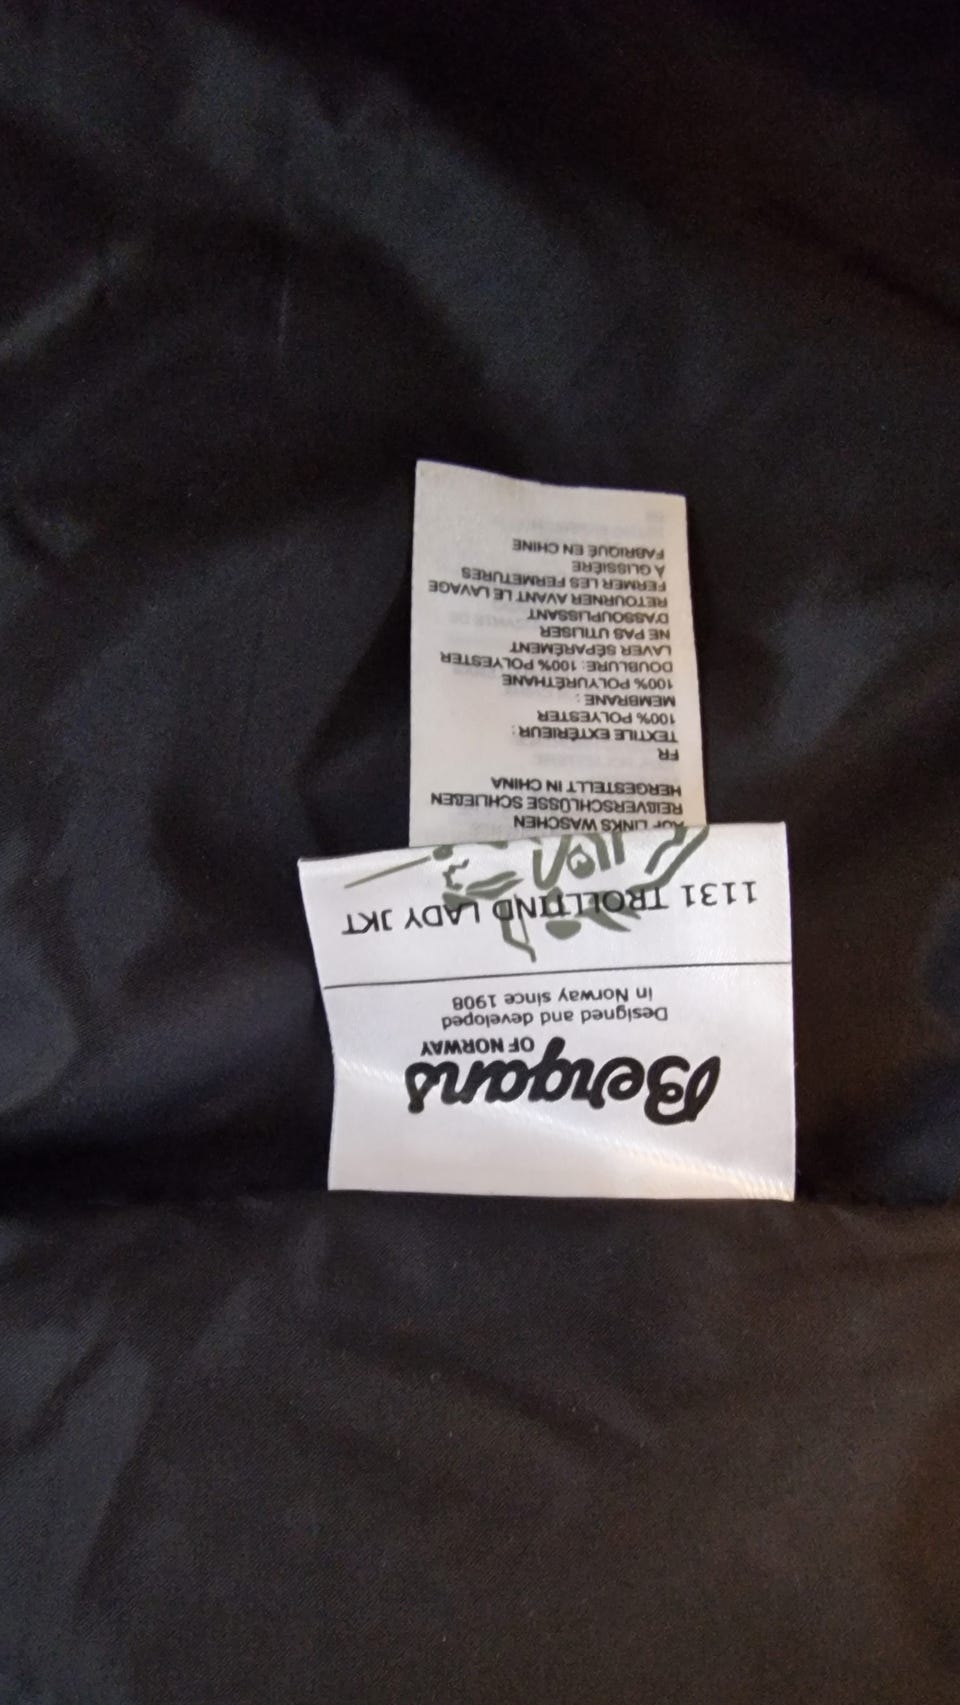 Bergans
OF NORWAY
Designed and developed
in Norway since 1908
1131 TROLLTIND LADY JKT
AUF LINKS WASCHEN
REIßVERSCHLÜSSE SCHLIEßEN
HERGESTELLT IN CHINA
FR
TEXTILE EXTÉRIEUR:
100% POLYESTER
MEMBRANE :
100% POLYURÉTHANE
DOUBLURE: 100% POLYESTER
LAVER SÉPARÉMENT
NE PAS UTILISER
D'ASSOUPLISSANT
RETOURNER AVANT LE LAVAGE
FERMER LES FERMETURES
À GLISSIÈRE
FABRIQUÉ EN CHINE